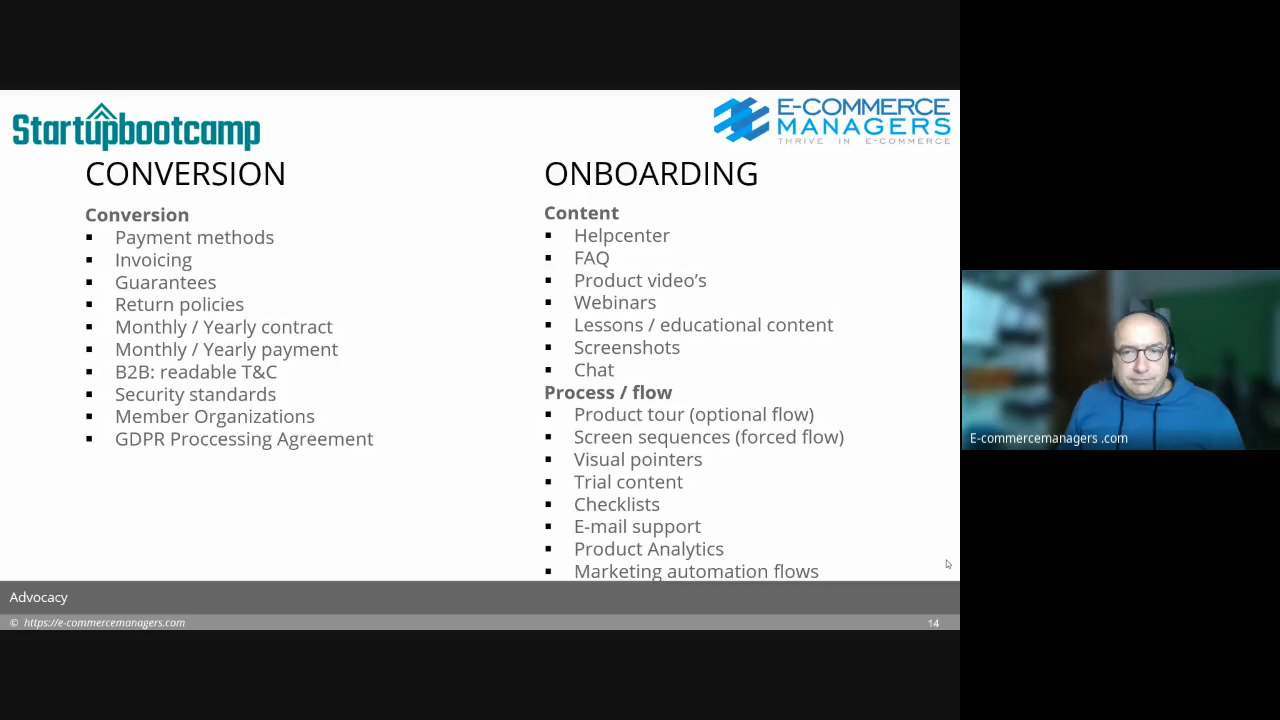 Startupbootcamp
E-COMMERCE
MANAGERS
THRIVE IN E-COMMERCE
CONVERSION
Conversion
▪ Payment methods
▪ Invoicing
▪ Guarantees
▪ Return policies
▪ Monthly / Yearly contract
▪ Monthly / Yearly payment
▪ B2B: readable T&C
▪ Security standards
▪ Member Organizations
▪ GDPR Proccessing Agreement
ONBOARDING
Content
▪ Helpcenter
▪ FAQ
▪ Product video’s
▪ Webinars
▪ Lessons / educational content
▪ Screenshots
▪ Chat
Process / flow
▪ Product tour (optional flow)
▪ Screen sequences (forced flow)
▪ Visual pointers
▪ Trial content
▪ Checklists
▪ E-mail support
▪ Product Analytics
▪ Marketing automation flows
Advocacy
© https://e-commercemanagers.com
14
E-commercemanagers .com